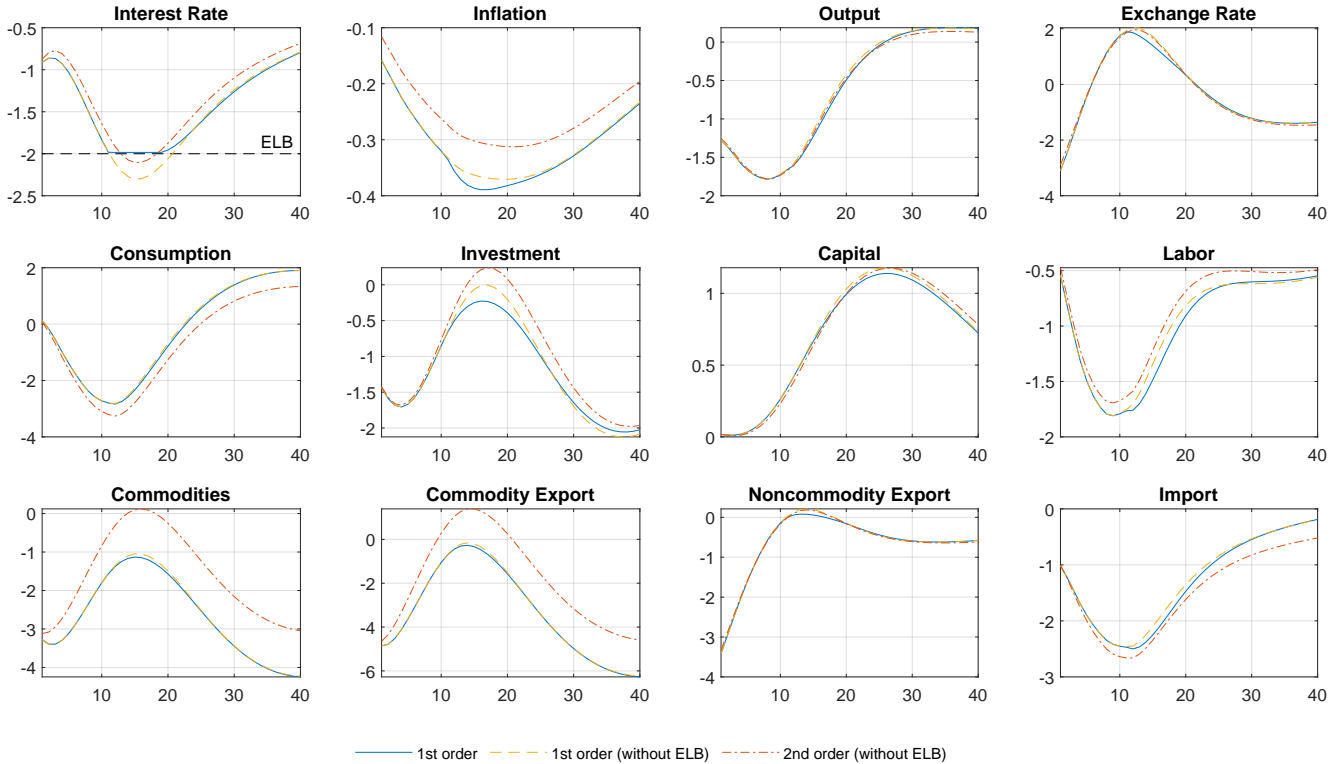 Interest Rate
Inflation
Output
Exchange Rate
-0.5
-1
-1.5
-2
-2.5
ELB
10 20 30 40
-0.1
-0.2
-0.3
-0.4
10 20 30 40
0
-0.5
-1
-1.5
-2
10 20 30 40
2
0
-2
-4
10 20 30 40
Consumption
Investment
Capital
Labor
2
0
-2
-4
10 20 30 40
0
-0.5
-1
-1.5
-2
10 20 30 40
1
0.5
0
10 20 30 40
-0.5
-1
-1.5
-2
10 20 30 40
Commodities
Commodity Export
Noncommodity Export
Import
0
-1
-2
-3
-4
10 20 30 40
0
-2
-4
-6
10 20 30 40
0
-1
-2
-3
-4
10 20 30 40
0
-1
-2
-3
10 20 30 40
1st order 1st order (without ELB) 2nd order (without ELB)